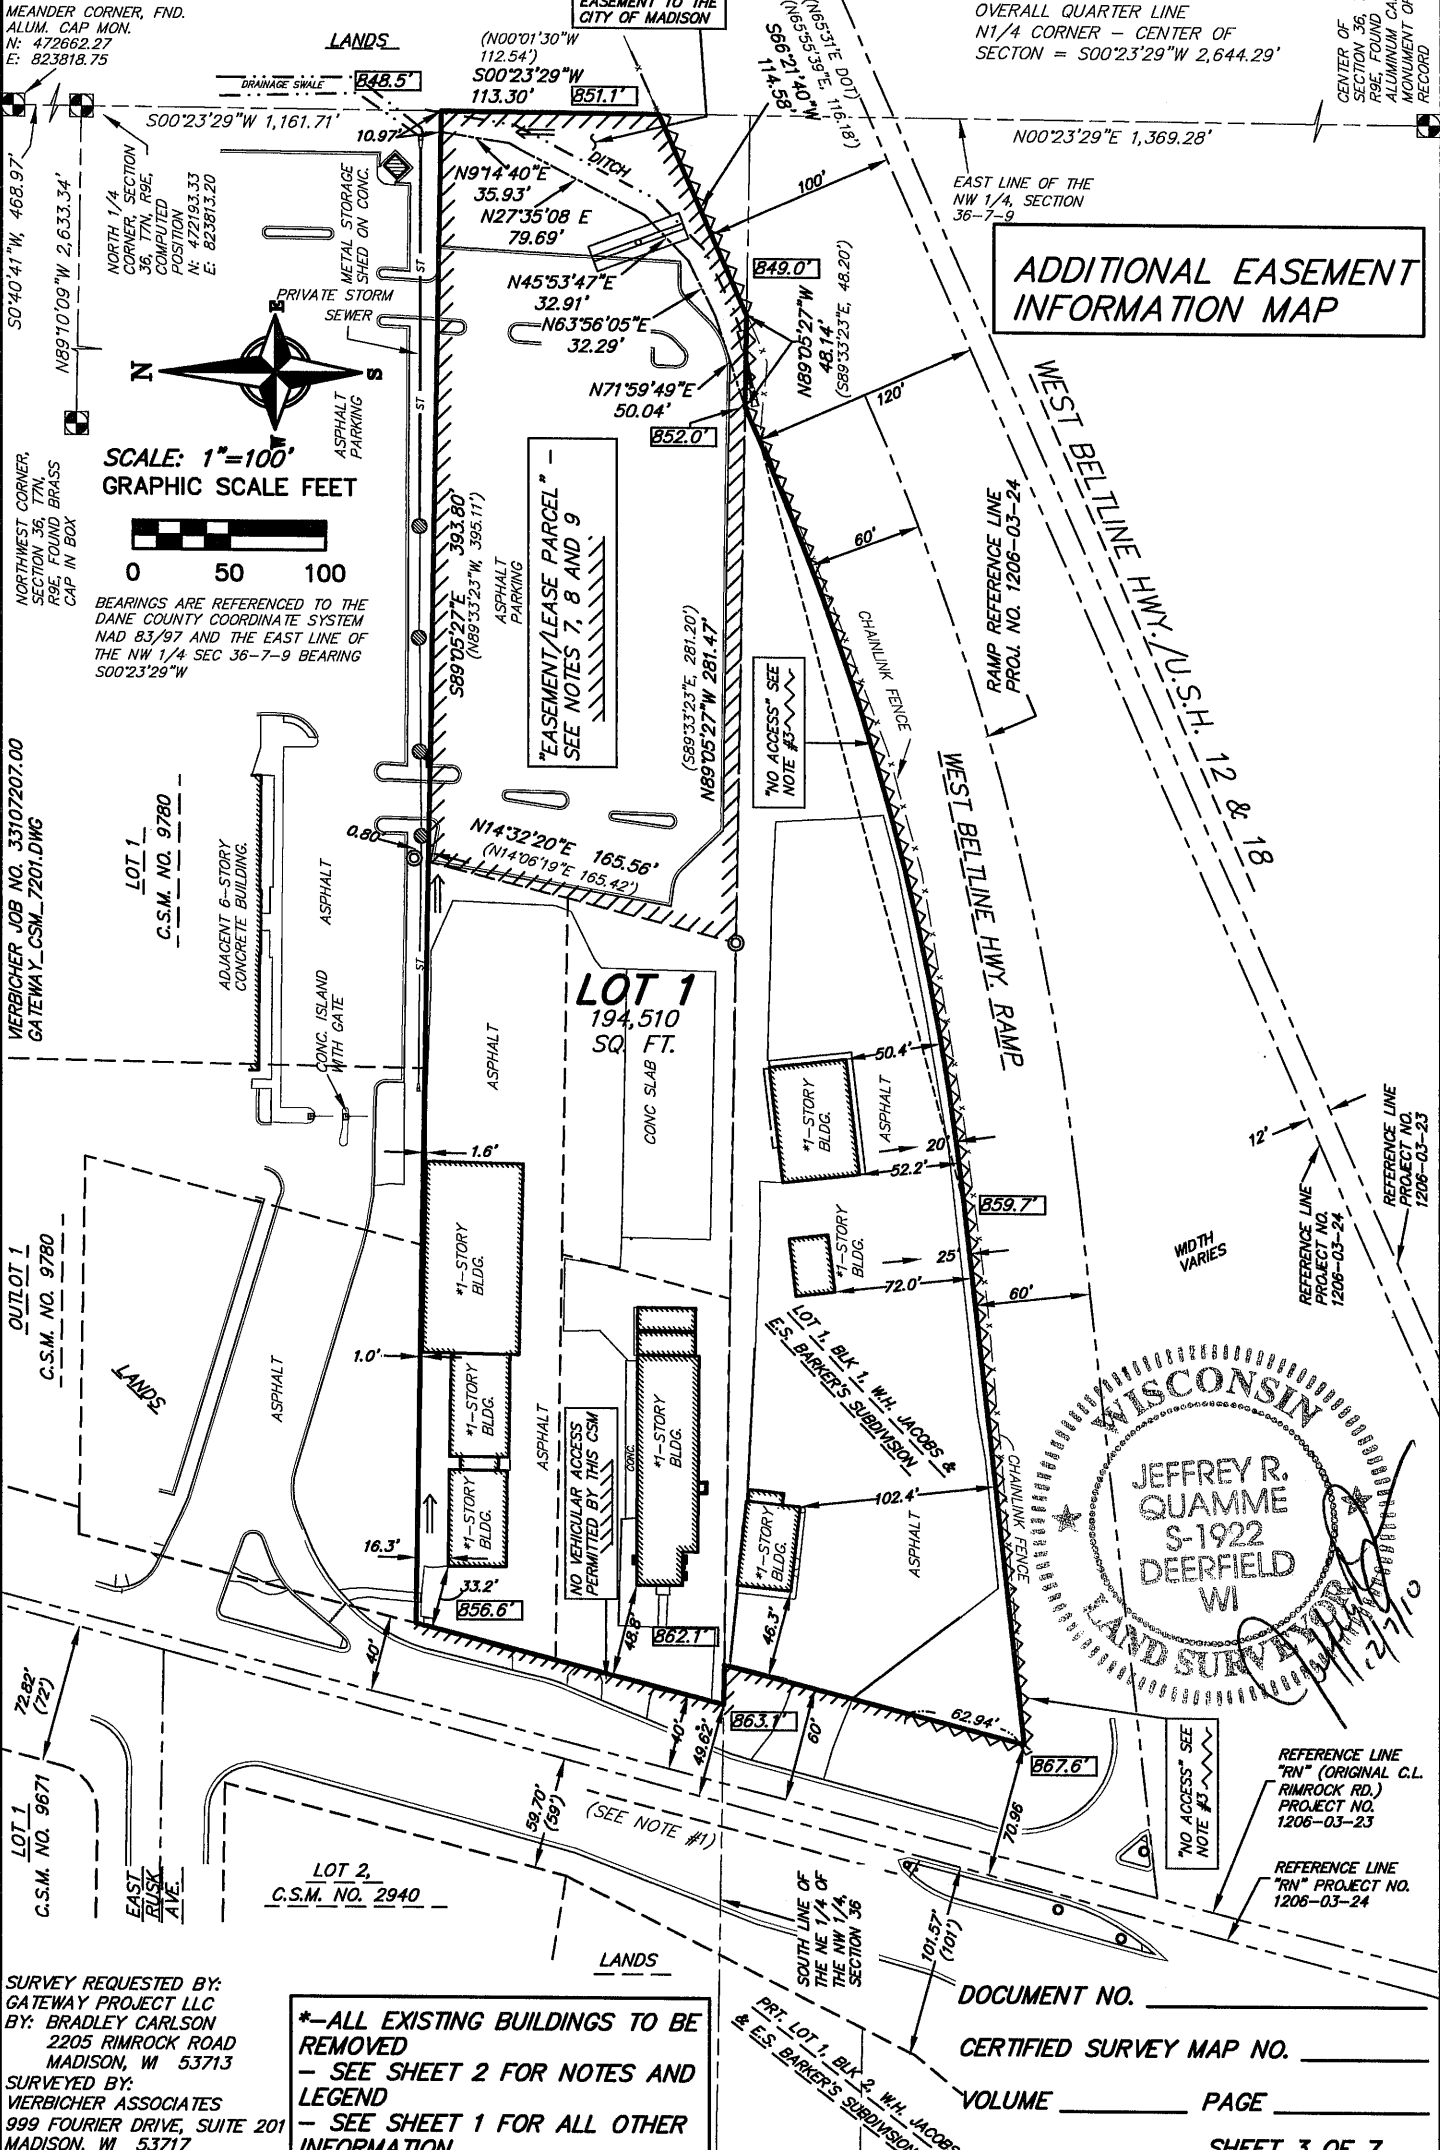 MEANDER CORNER, FND.
ALUM. CAP MON.
N: 472662.27
E: 823818.75
LANDS
DRAINAGE SWALE
848.5'
(N00°01'30"W
112.54')
S00°23'29"W
113.30'
851.1'
EASEMENT TO THE
CITY OF MADISON
(N65°31'E DOT)
(N65°55'39"E, 116.18')
S66°21'40"W
114.58'
OVERALL QUARTER LINE
N1/4 CORNER – CENTER OF
SECTON = S00°23'29"W 2,644.29'
CENTER OF
SECTION 36,
R9E, FOUND
ALUMINUM CA
MONUMENT OF
RECORD
S00°23'29"W 1,161.71'
N00°23'29"E 1,369.28'
EAST LINE OF THE
NW 1/4, SECTION
36-7-9
S0°40'41"W, 468.97'
N89°10'09"W 2,633.34'
NORTH 1/4
CORNER, SECTION
36, T7N, R9E,
COMPUTED
POSITION
N: 472193.33
E: 823813.20
10.97'
METAL STORAGE
SHED ON CONC.
DITCH
N9°14'40"E
35.93'
N27°35'08 E
79.69'
N45°53'47"E
32.91'
N63°56'05"E
32.29'
N71°59'49"E
50.04'
852.0'
100'
849.0'
N89°05'27"W
48.14'
(S89°33'23"E, 48.20')
ADDITIONAL EASEMENT
INFORMATION MAP
PRIVATE STORM
SEWER
ST
ST
ST
N
E
S
W
ASPHALT
PARKING
SCALE: 1"=100'
GRAPHIC SCALE FEET
0 50 100
NORTHWEST CORNER,
SECTION 36, T7N,
R9E, FOUND BRASS
CAP IN BOX
BEARINGS ARE REFERENCED TO THE
DANE COUNTY COORDINATE SYSTEM
NAD 83/97 AND THE EAST LINE OF
THE NW 1/4 SEC 36-7-9 BEARING
S00°23'29"W
S89°05'27"E 393.80'
(N89°33'23"W, 395.11')
ASPHALT
PARKING
"EASEMENT/LEASE PARCEL" –
SEE NOTES 7, 8 AND 9
(S89°33'23"E, 281.20')
N89°05'27"W 281.47'
120'
60'
60'
WEST BELTLINE HWY./U.S.H. 12 & 18
RAMP REFERENCE LINE
PROJ. NO. 1206-03-24
CHAINLINK FENCE
"NO ACCESS" SEE
NOTE #3
WEST BELTLINE HWY. RAMP
VIERBICHER JOB NO. 33107207.00
GATEWAY_CSM_7201.DWG
LOT 1
C.S.M. NO. 9780
ADJACENT 6-STORY
CONCRETE BUILDING.
ASPHALT
CONC. ISLAND
WITH GATE
0.80'
N14°32'20"E 165.56'
(N14°06'19"E 165.42')
LOT 1
194,510
SQ. FT.
ASPHALT
CONC SLAB
50.4'
*1-STORY
BLDG.
ASPHALT
20'
52.2'
859.7'
1.6'
*1-STORY
BLDG.
*1-STORY
BLDG.
25'
72.0'
60'
12'
REFERENCE LINE
PROJECT NO.
1206-03-24
REFERENCE LINE
PROJECT NO.
1206-03-23
WIDTH
VARIES
OUTLOT 1
C.S.M. NO. 9780
LANDS
ASPHALT
1.0'
*1-STORY
BLDG.
*1-STORY
BLDG.
ASPHALT
NO VEHICULAR ACCESS
PERMITTED BY THIS CSM
CONC.
*1-STORY
BLDG.
LOT 1, BLK 1, W.H. JACOBS &
E.S. BARKER'S SUBDIVISION
102.4'
*1-STORY
BLDG.
ASPHALT
CHAINLINK FENCE
WISCONSIN
JEFFREY R.
QUAMME
S-1922
DEERFIELD
WI
LAND SURVEYOR
12/7/10
16.3'
33.2'
856.6'
48.8'
862.1'
46.3'
72.82'
(72')
40'
40'
49.62'
863.1'
60'
62.94'
867.6'
"NO ACCESS" SEE
NOTE #3
REFERENCE LINE
"RN" (ORIGINAL C.L.
RIMROCK RD.)
PROJECT NO.
1206-03-23
REFERENCE LINE
"RN" PROJECT NO.
1206-03-24
59.70'
(59')
(SEE NOTE #1)
70.96
LOT 1
C.S.M. NO. 9671
EAST
RUSK
AVE.
LOT 2,
C.S.M. NO. 2940
SOUTH LINE OF
THE NE 1/4 OF
THE NW 1/4,
SECTION 36
101.57'
(101')
LANDS
PRT. LOT 1, BLK 2, W.H. JACOBS
& E.S. BARKER'S SUBDIVISION
SURVEY REQUESTED BY:
GATEWAY PROJECT LLC
BY: BRADLEY CARLSON
2205 RIMROCK ROAD
MADISON, WI 53713
SURVEYED BY:
VIERBICHER ASSOCIATES
999 FOURIER DRIVE, SUITE 201
MADISON, WI 53717
*–ALL EXISTING BUILDINGS TO BE
REMOVED
– SEE SHEET 2 FOR NOTES AND
LEGEND
– SEE SHEET 1 FOR ALL OTHER
INFORMATION
DOCUMENT NO.
CERTIFIED SURVEY MAP NO.
VOLUME PAGE
SHEET 3 OF 7